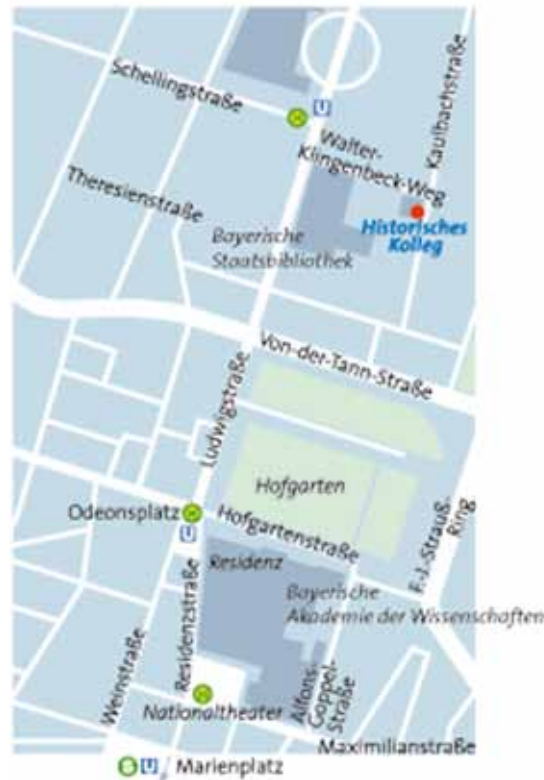 Schellingstraße
U
Kaulbachstraße
Walter-
Klingenbeck-Weg
Theresienstraße
Historisches
Kolleg
Bayerische
Staatsbibliothek
Von-der-Tann-Straße
Ludwigstraße
Hofgarten
Odeonsplatz
U
Hofgartenstraße
F.-J.-Strauß-
Ring
Residenz
Bayerische
Akademie der Wissenschaften
Residenzstraße
Weinstraße
Alfons-
Goppel-
Straße
Nationaltheater
Maximilianstraße
S U Marienplatz